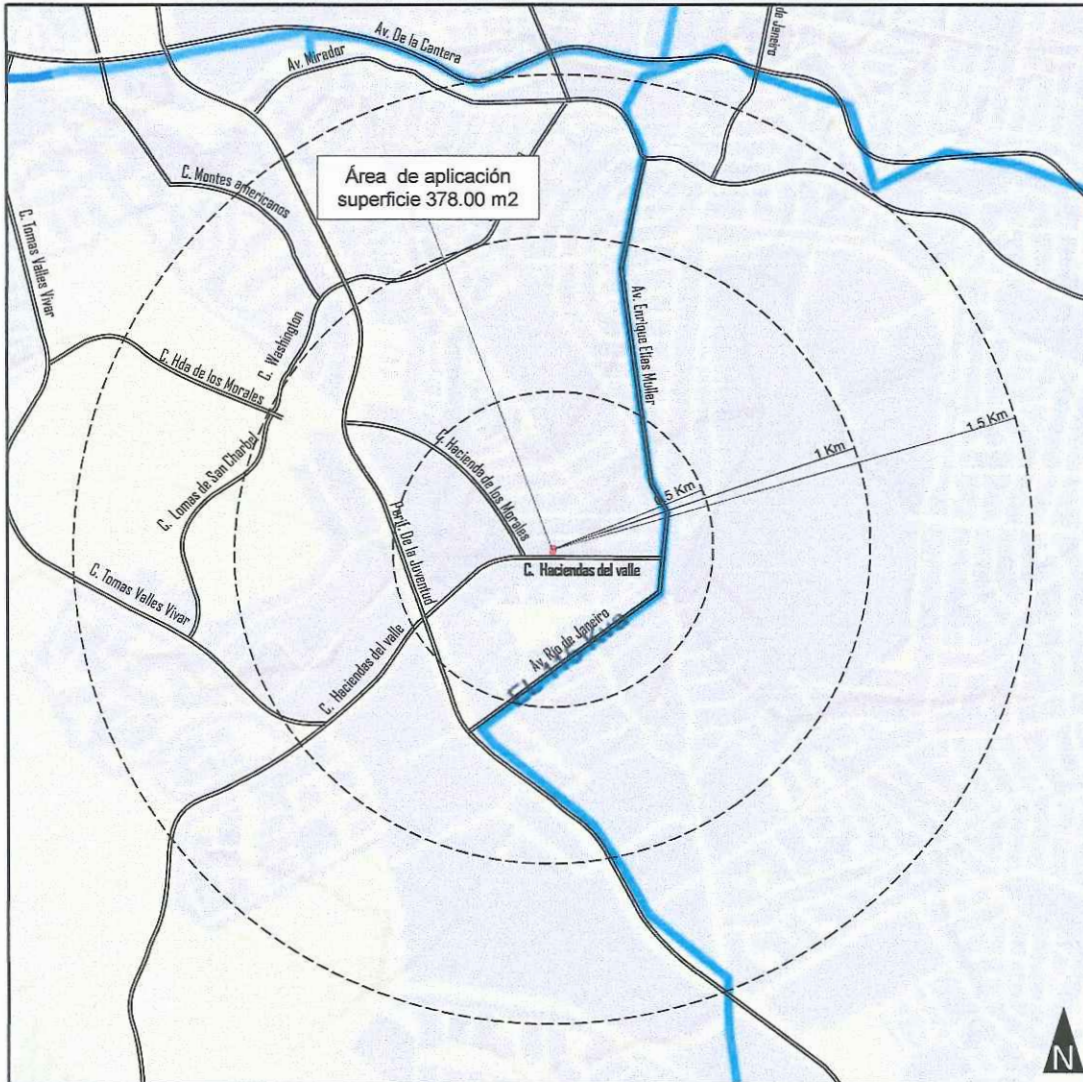 Av. De la Cantera
de Janeiro
Av. Mirador
Área de aplicación
superficie 378.00 m2
C. Montes americanos
C. Tomas Valles Vivar
Av. Enrique Elies Muller
C. Washington
C. Hda de los Morales
1.5 Km
1 Km
0.5 Km
C. Hacienda de los Morales
C. Lomas de San Charbel
Perif. De la Juventud
C. Haciendas del valle
C. Tomas Valles Vivar
Av. Rio de Janeiro
C. Haciendas del valle
N